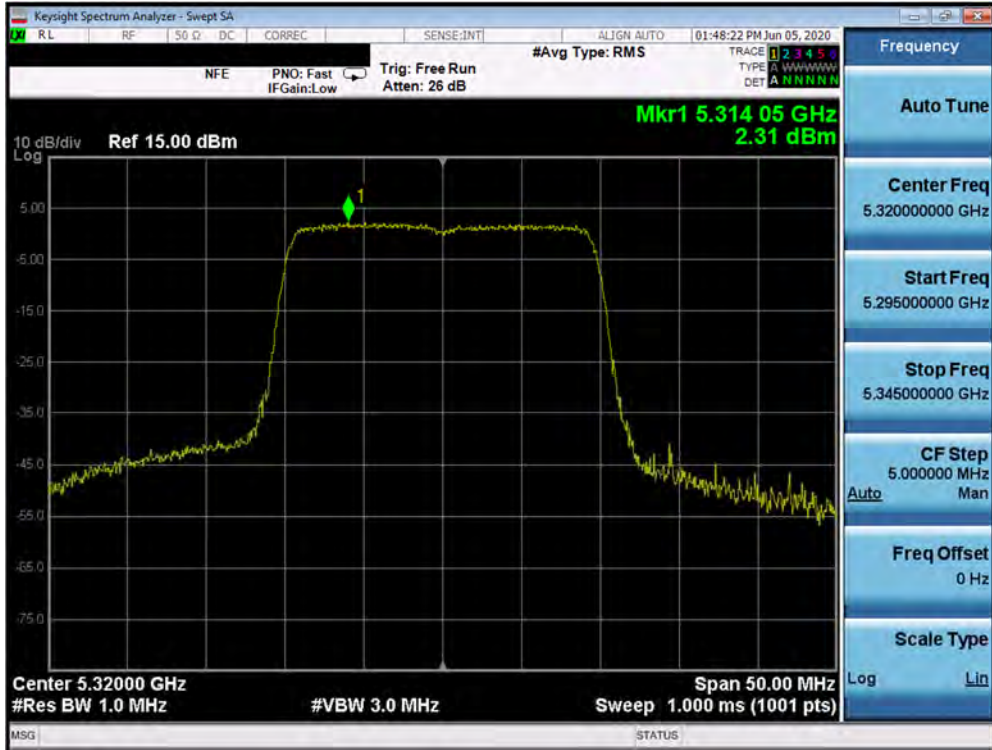 Keysight Spectrum Analyzer - Swept SA
LXI RL RF 50 Ω DC CORREC SENSE:INT ALIGN AUTO 01:48:22 PM Jun 05, 2020
NFE PNO: Fast Trig: Free Run #Avg Type: RMS TRACE 1 2 3 4 5 6
IFGain:Low Atten: 26 dB TYPE A WWWWW
DET A N N N N N
Mkr1 5.314 05 GHz
2.31 dBm
10 dB/div Ref 15.00 dBm
Log
1
5.00
-5.00
-15.0
-25.0
-35.0
-45.0
-55.0
-65.0
-75.0
Center 5.32000 GHz Span 50.00 MHz
#Res BW 1.0 MHz #VBW 3.0 MHz Sweep 1.000 ms (1001 pts)
MSG STATUS
Frequency
Auto Tune
Center Freq
5.320000000 GHz
Start Freq
5.295000000 GHz
Stop Freq
5.345000000 GHz
CF Step
5.000000 MHz
Auto Man
Freq Offset
0 Hz
Scale Type
Log Lin